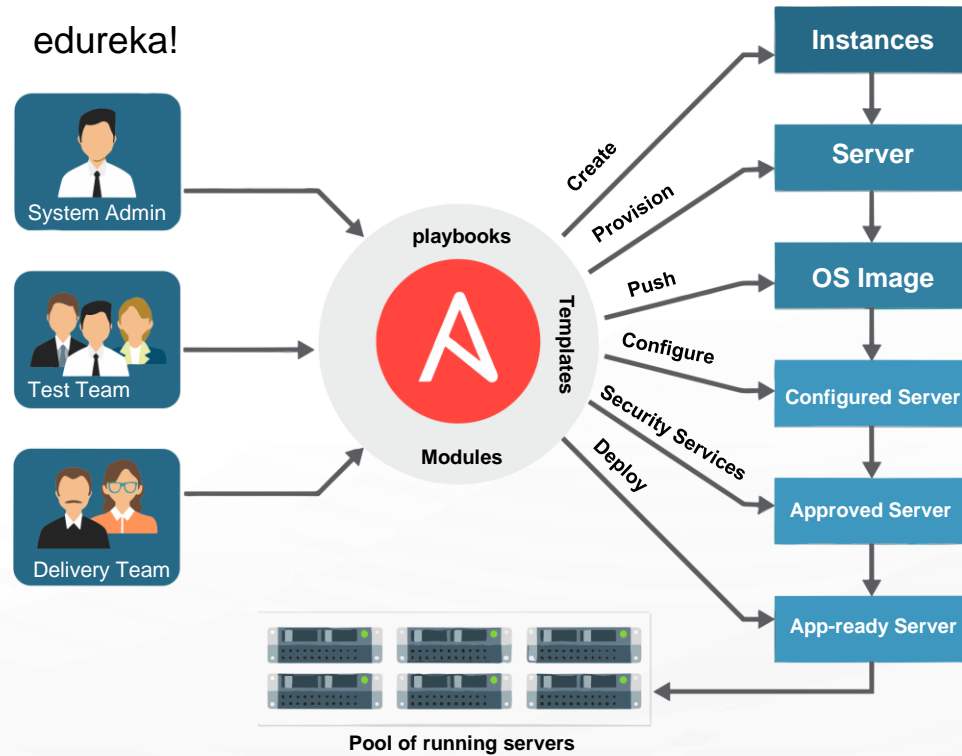 edureka!
System Admin
Test Team
Delivery Team
playbooks
Templates
Modules
Create
Provision
Push
Configure
Security Services
Deploy
Instances
Server
OS Image
Configured Server
Approved Server
App-ready Server
Pool of running servers